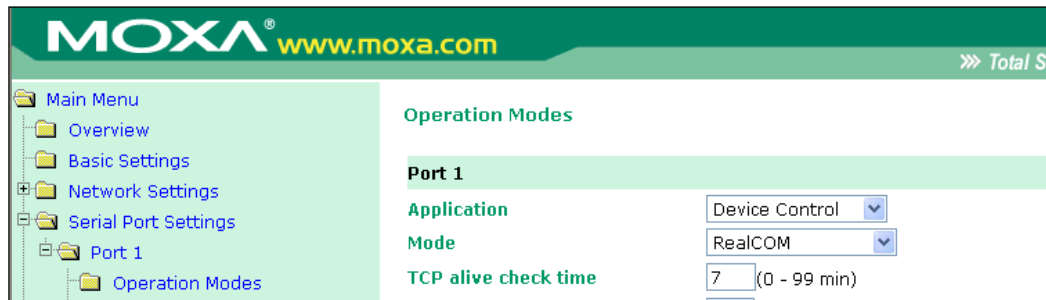 MOXA® www.moxa.com
Total S
Main Menu
Overview
Basic Settings
Network Settings
Serial Port Settings
Port 1
Operation Modes
Operation Modes
Port 1
Application Device Control
Mode RealCOM
TCP alive check time 7 (0 - 99 min)